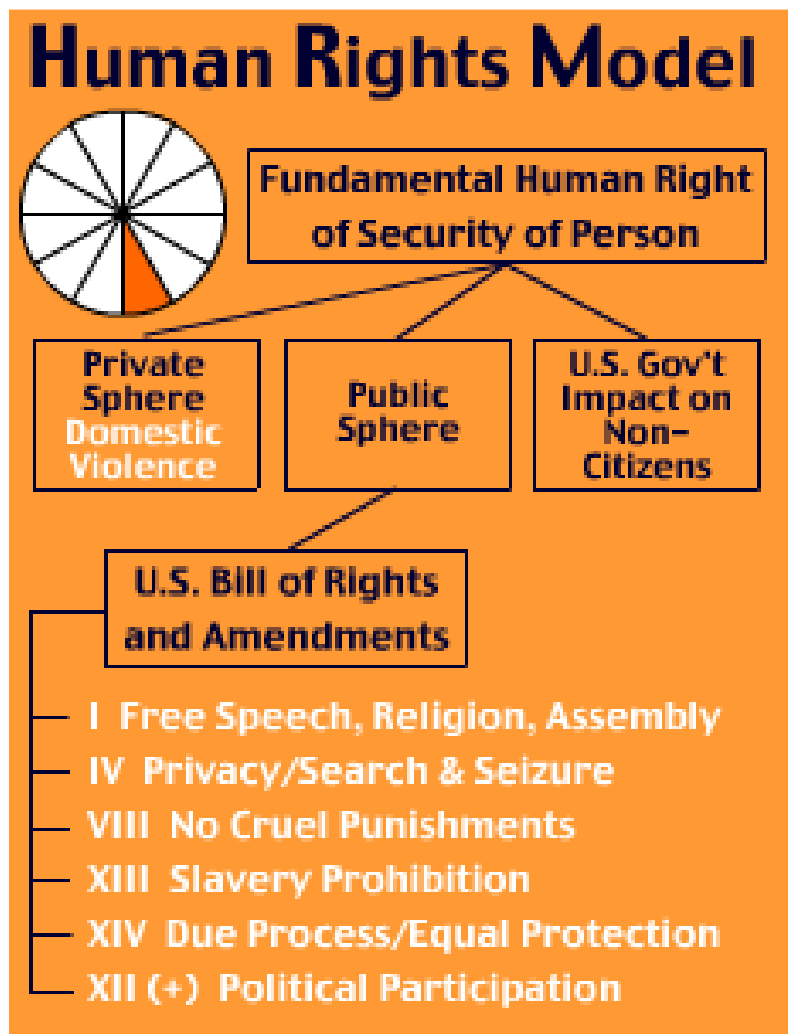 Human Rights Model
Fundamental Human Right
of Security of Person
Private
Sphere
Domestic
Violence
Public
Sphere
U.S. Gov't
Impact on
Non-
Citizens
U.S. Bill of Rights
and Amendments
I Free Speech, Religion, Assembly
IV Privacy/Search & Seizure
VIII No Cruel Punishments
XIII Slavery Prohibition
XIV Due Process/Equal Protection
XII (+) Political Participation